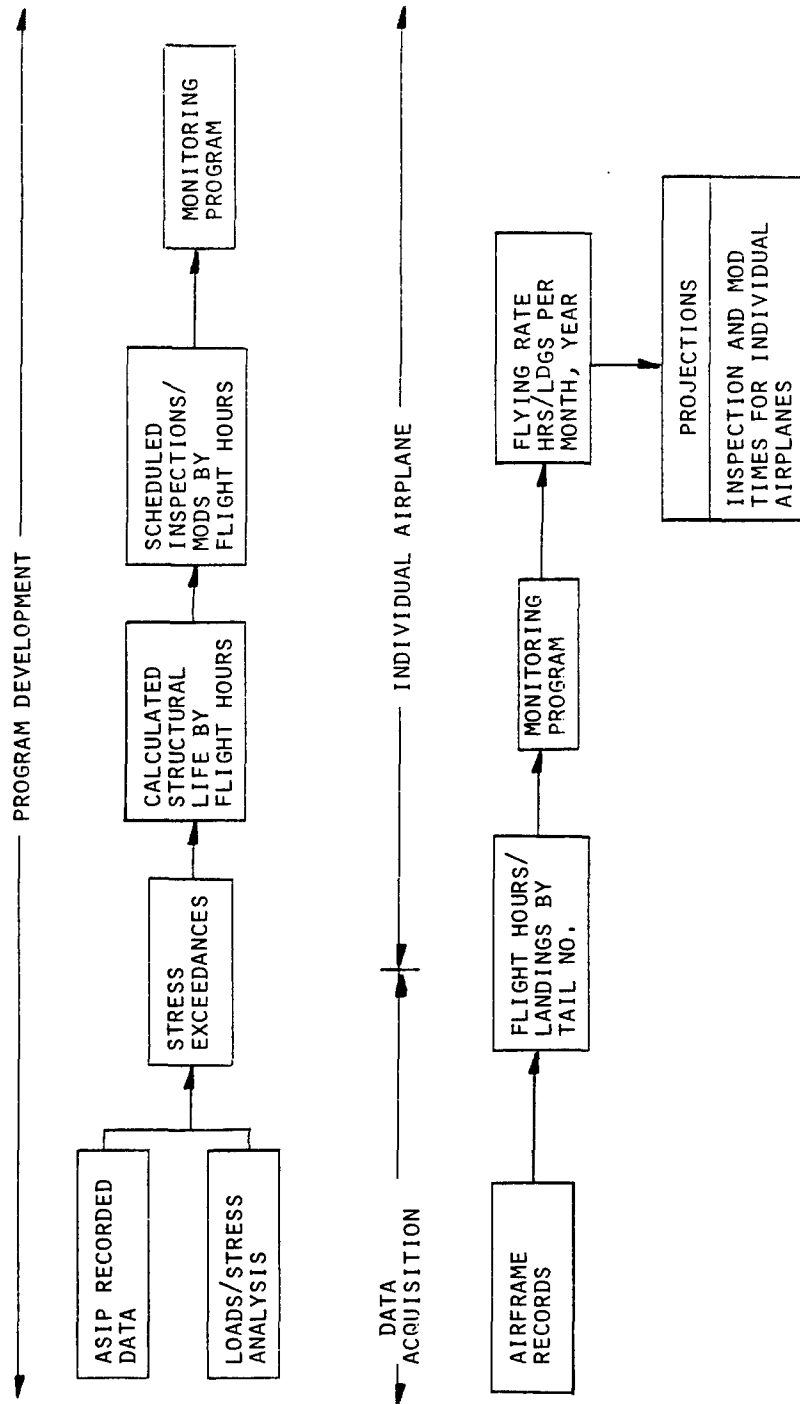 PROGRAM DEVELOPMENT
ASIP RECORDED
DATA
LOADS/STRESS
ANALYSIS
STRESS
EXCEEDANCES
CALCULATED
STRUCTURAL
LIFE BY
FLIGHT HOURS
SCHEDULED
INSPECTIONS/
MODS BY
FLIGHT HOURS
MONITORING
PROGRAM
DATA
ACQUISITION
INDIVIDUAL AIRPLANE
AIRFRAME
RECORDS
FLIGHT HOURS/
LANDINGS BY
TAIL NO.
MONITORING
PROGRAM
FLYING RATE
HRS/LDGS PER
MONTH, YEAR
PROJECTIONS
INSPECTION AND MOD
TIMES FOR INDIVIDUAL
AIRPLANES